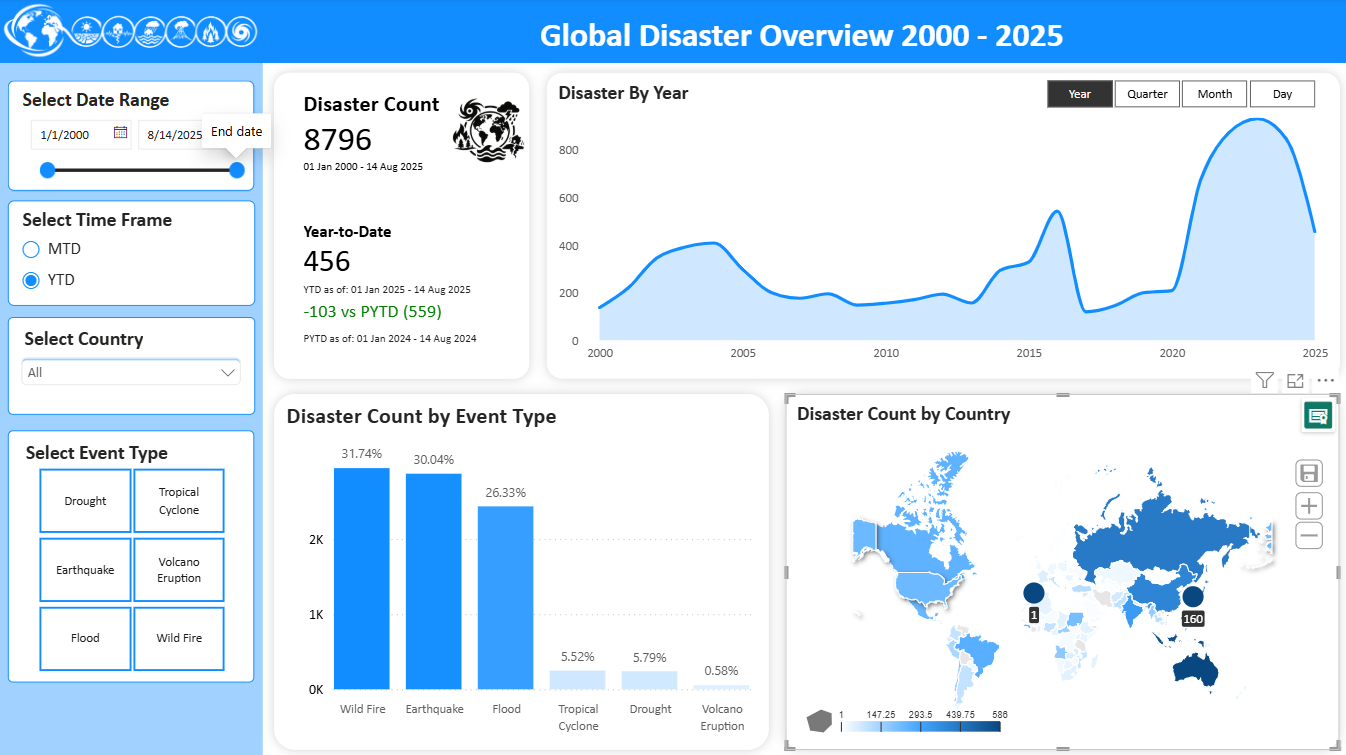 Global Disaster Overview 2000 - 2025
Select Date Range
1/1/2000
8/14/2025
End date
Select Time Frame
MTD
YTD
Select Country
All
Select Event Type
Drought
Tropical
Cyclone
Earthquake
Volcano
Eruption
Flood
Wild Fire
Disaster Count
8796
01 Jan 2000 - 14 Aug 2025
Year-to-Date
456
YTD as of: 01 Jan 2025 - 14 Aug 2025
-103 vs PYTD (559)
PYTD as of: 01 Jan 2024 - 14 Aug 2024
Disaster By Year
Year
Quarter
Month
Day
800
600
400
200
0
2000
2005
2010
2015
2020
2025
Disaster Count by Event Type
31.74%
30.04%
26.33%
5.52%
5.79%
0.58%
2K
1K
0K
Wild Fire
Earthquake
Flood
Tropical
Cyclone
Drought
Volcano
Eruption
Disaster Count by Country
1
160
1
147.25
293.5
439.75
586